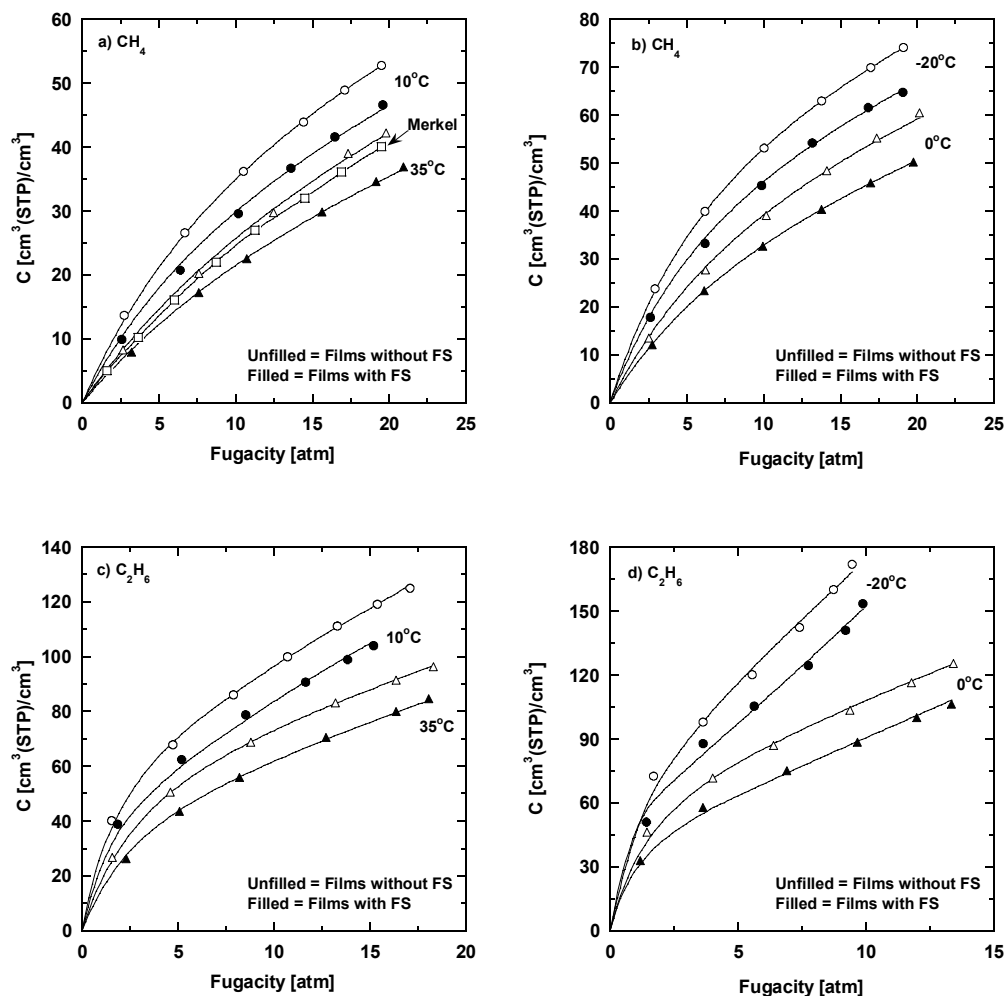 a) CH4
10°C
Merkel
35°C
Unfilled = Films without FS
Filled = Films with FS
C [cm3(STP)/cm3]
60
50
40
30
20
10
0
0 5 10 15 20 25
Fugacity [atm]
b) CH4
-20°C
0°C
Unfilled = Films without FS
Filled = Films with FS
C [cm3(STP)/cm3]
80
70
60
50
40
30
20
10
0
0 5 10 15 20 25
Fugacity [atm]
c) C2H6
10°C
35°C
Unfilled = Films without FS
Filled = Films with FS
C [cm3(STP)/cm3]
140
120
100
80
60
40
20
0
0 5 10 15 20
Fugacity [atm]
d) C2H6
-20°C
0°C
Unfilled = Films without FS
Filled = Films with FS
C [cm3(STP)/cm3]
180
150
120
90
60
30
0
0 5 10 15
Fugacity [atm]